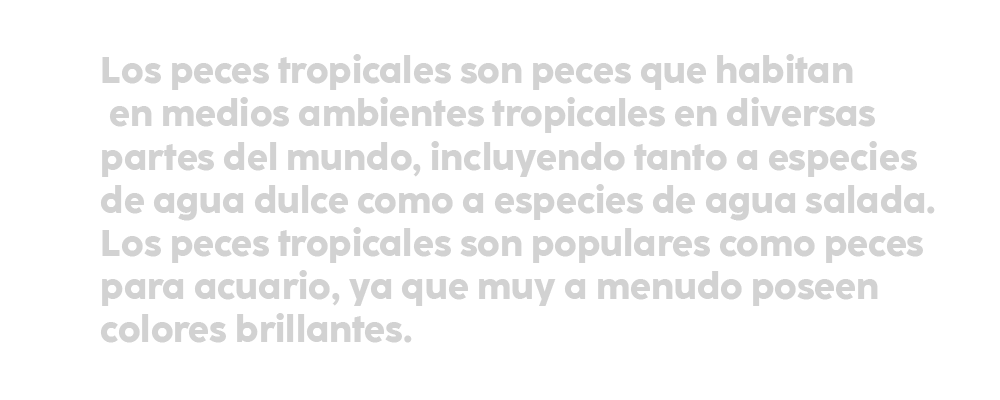 Los peces tropicales son peces que habitan
en medios ambientes tropicales en diversas
partes del mundo, incluyendo tanto a especies
de agua dulce como a especies de agua salada.
Los peces tropicales son populares como peces
para acuario, ya que muy a menudo poseen
colores brillantes.